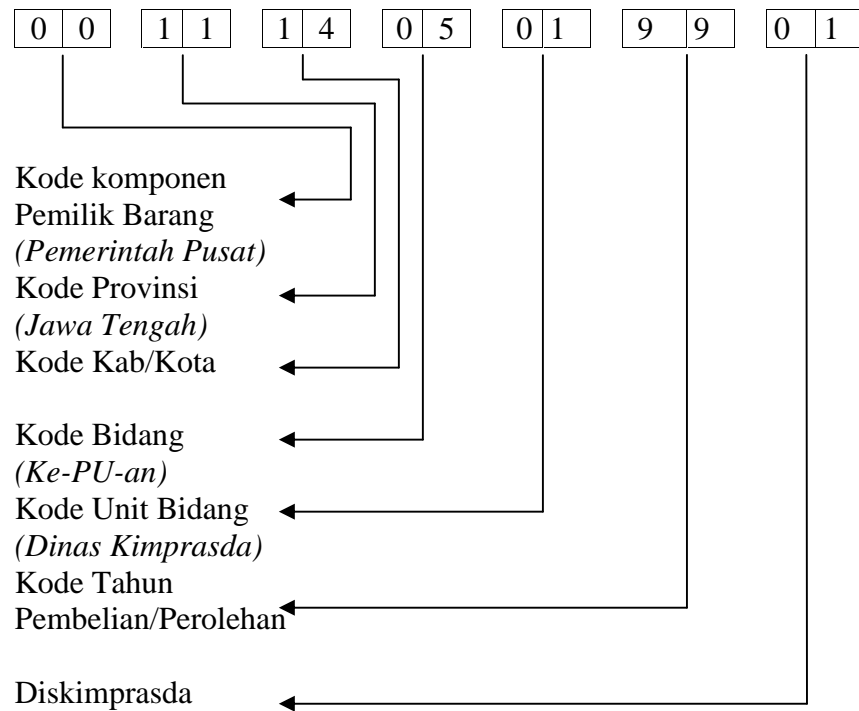 0 0 1 1 1 4 0 5 0 1 9 9 0 1
Kode komponen
Pemilik Barang
(Pemerintah Pusat)
Kode Provinsi
(Jawa Tengah)
Kode Kab/Kota
Kode Bidang
(Ke-PU-an)
Kode Unit Bidang
(Dinas Kimprasda)
Kode Tahun
Pembelian/Perolehan
Diskimprasda